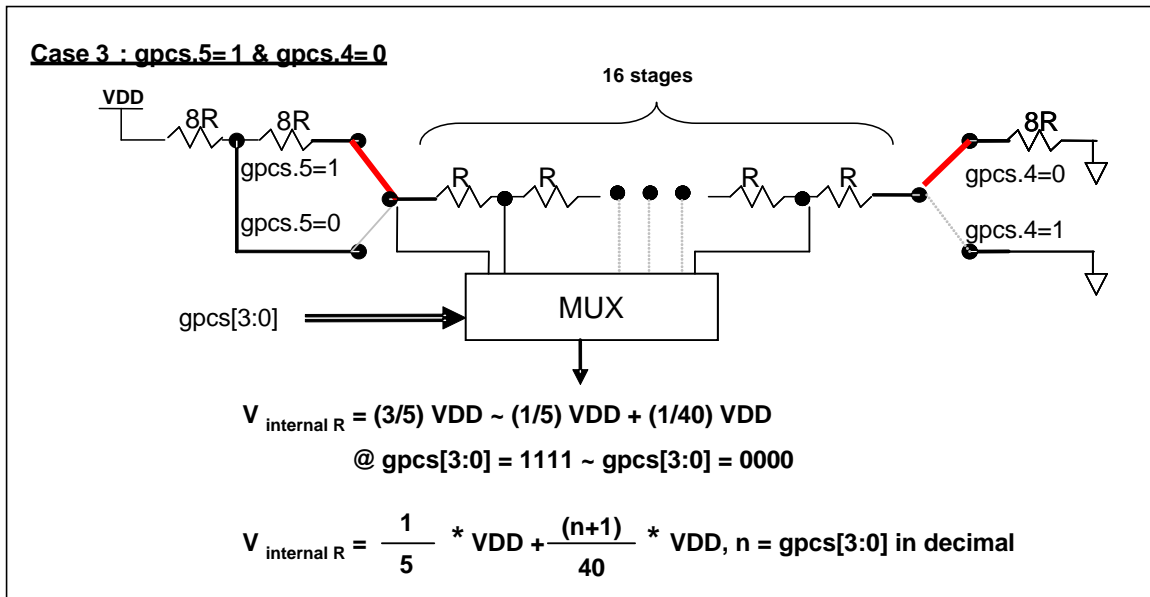 Case 3 : gpcs.5= 1 & gpcs.4= 0
16 stages
VDD
8R 8R 8R
gpcs.5=1
R R R R
gpcs.4=0
gpcs.5=0
gpcs.4=1
MUX
gpcs[3:0]
V internal R = (3/5) VDD ~ (1/5) VDD + (1/40) VDD
@ gpcs[3:0] = 1111 ~ gpcs[3:0] = 0000
V internal R = 1/5 * VDD + (n+1)/40 * VDD, n = gpcs[3:0] in decimal